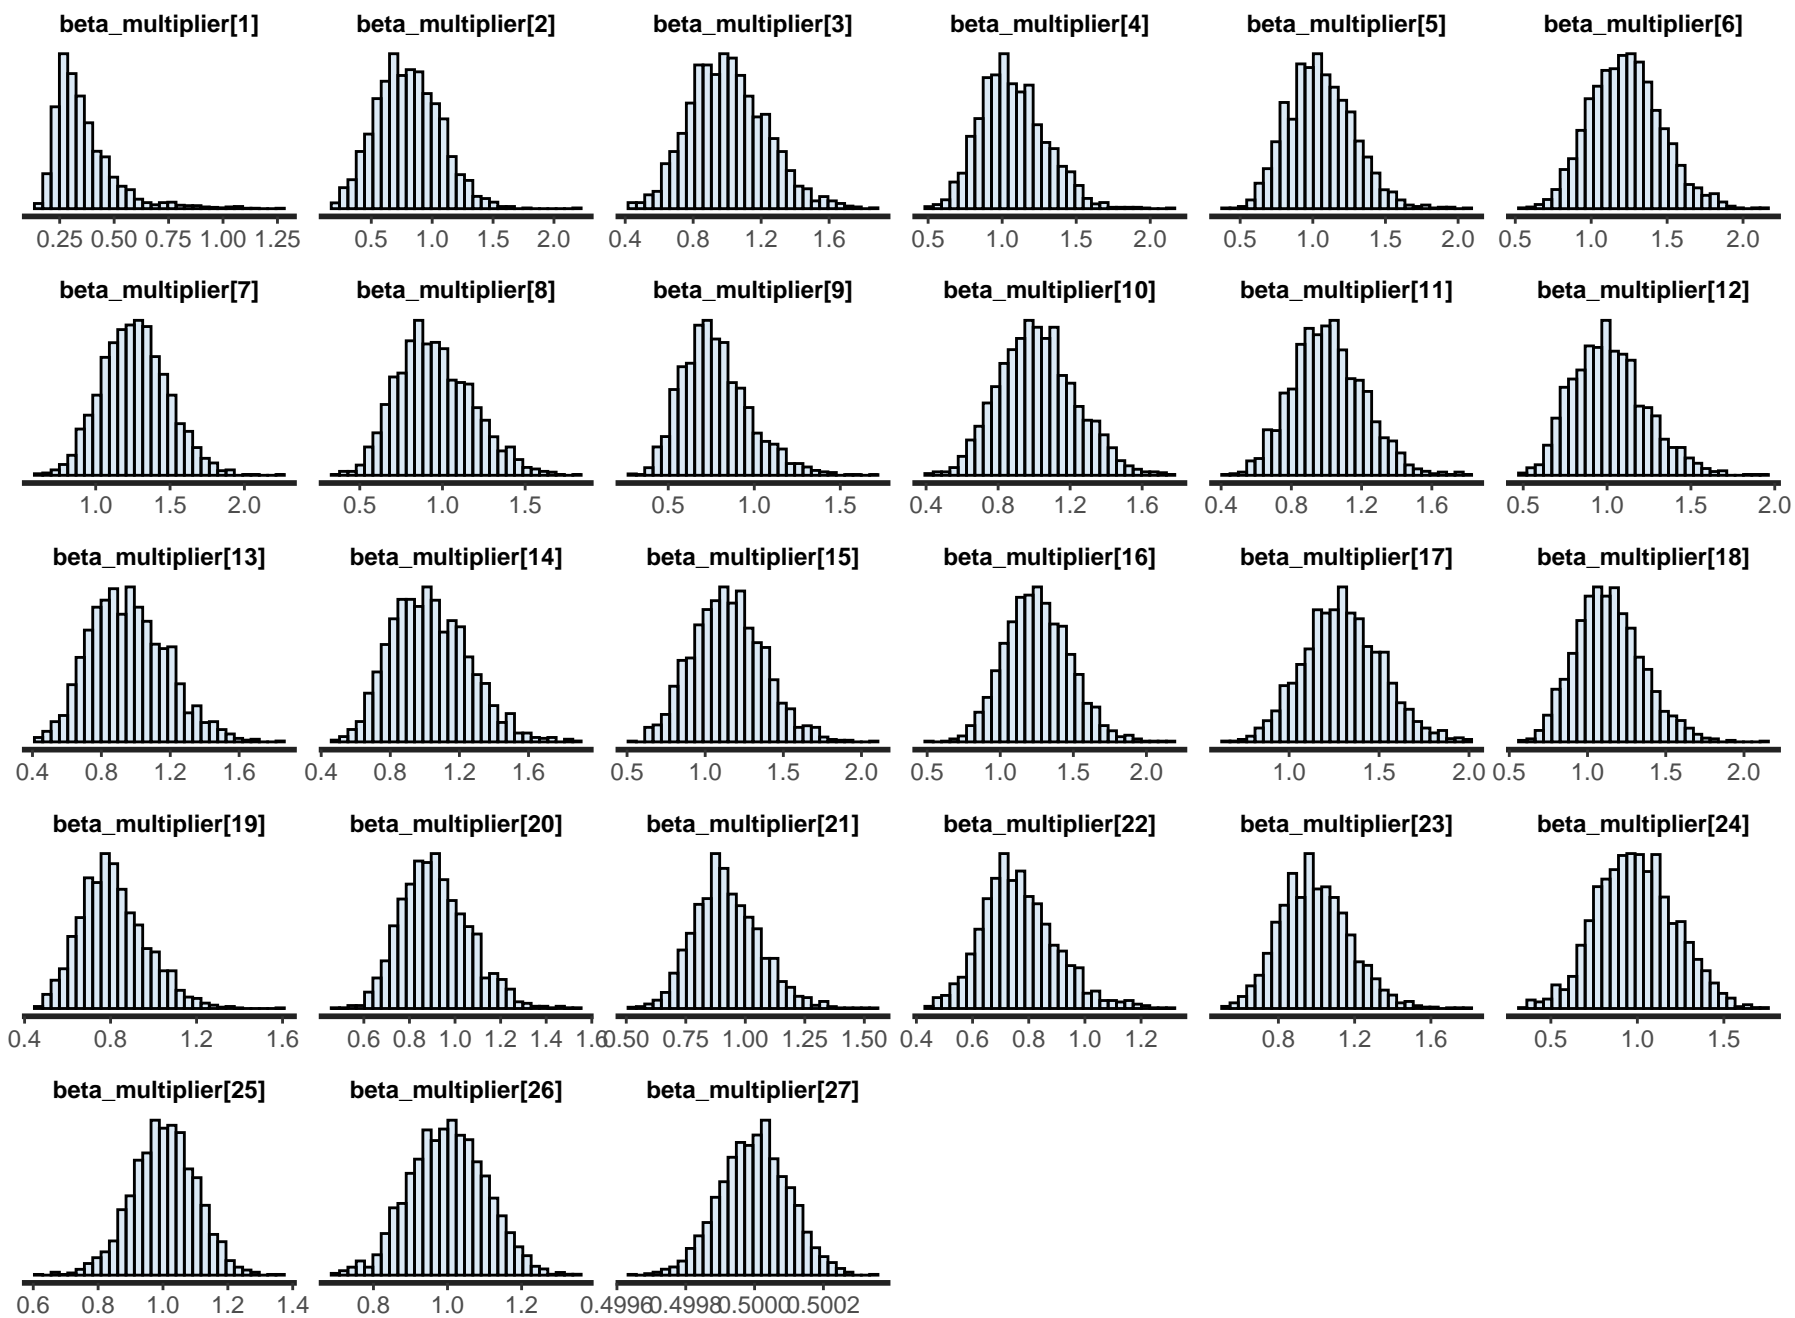 beta_multiplier[1] beta_multiplier[2] beta_multiplier[3] beta_multiplier[4] beta_multiplier[5] beta_multiplier[6]
0.25 0.50 0.75 1.00 1.25 0.5 1.0 1.5 2.0 0.4 0.8 1.2 1.6 0.5 1.0 1.5 2.0 0.5 1.0 1.5 2.0 0.5 1.0 1.5 2.0
beta_multiplier[7] beta_multiplier[8] beta_multiplier[9] beta_multiplier[10] beta_multiplier[11] beta_multiplier[12]
1.0 1.5 2.0 0.5 1.0 1.5 0.5 1.0 1.5 0.4 0.8 1.2 1.6 0.4 0.8 1.2 1.6 0.5 1.0 1.5 2.0
beta_multiplier[13] beta_multiplier[14] beta_multiplier[15] beta_multiplier[16] beta_multiplier[17] beta_multiplier[18]
0.4 0.8 1.2 1.6 0.4 0.8 1.2 1.6 0.5 1.0 1.5 2.0 0.5 1.0 1.5 2.0 1.0 1.5 2.0 0.5 1.0 1.5 2.0
beta_multiplier[19] beta_multiplier[20] beta_multiplier[21] beta_multiplier[22] beta_multiplier[23] beta_multiplier[24]
0.4 0.8 1.2 1.6 0.6 0.8 1.0 1.2 1.4 1.6 0.50 0.75 1.00 1.25 1.50 0.4 0.6 0.8 1.0 1.2 0.8 1.2 1.6 0.5 1.0 1.5
beta_multiplier[25] beta_multiplier[26] beta_multiplier[27]
0.6 0.8 1.0 1.2 1.4 0.8 1.0 1.2 0.4996 0.4998 0.5000 0.5002